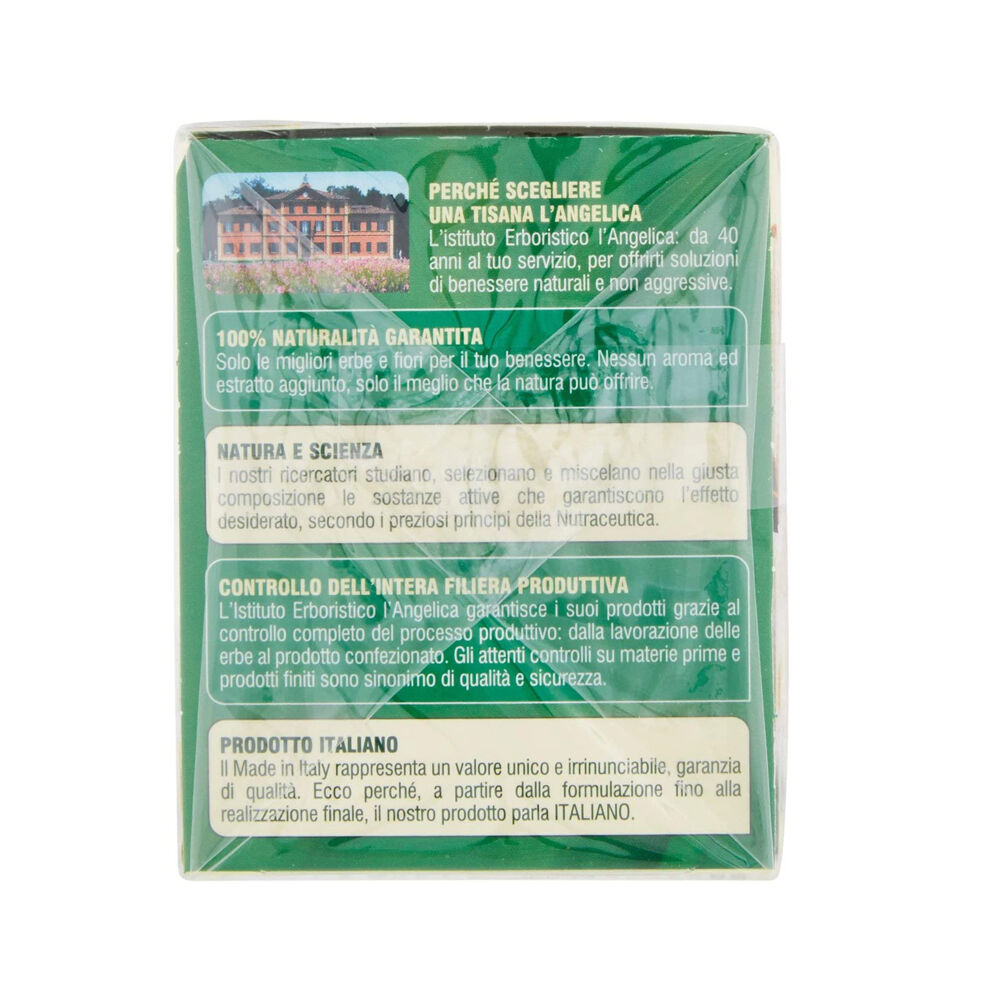 PERCHÉ SCEGLIERE
UNA TISANA L'ANGELICA
L'istituto Erboristico l'Angelica: da 40
anni al tuo servizio, per offrirti soluzioni
di benessere naturali e non aggressive.
100% NATURALITÀ GARANTITA
Solo le migliori erbe e fiori per il tuo benessere. Nessun aroma ed
estratto aggiunto, solo il meglio che la natura può offrire.
NATURA E SCIENZA
I nostri ricercatori studiano, selezionano e miscelano nella giusta
composizione le sostanze attive che garantiscono l'effetto
desiderato, secondo i preziosi principi della Nutraceutica.
CONTROLLO DELL'INTERA FILIERA PRODUTTIVA
L'Istituto Erboristico l'Angelica garantisce i suoi prodotti grazie al
controllo completo del processo produttivo: dalla lavorazione delle
erbe al prodotto confezionato. Gli attenti controlli su materie prime e
prodotti finiti sono sinonimo di qualità e sicurezza.
PRODOTTO ITALIANO
Il Made in Italy rappresenta un valore unico e irrinunciabile, garanzia
di qualità. Ecco perché, a partire dalla formulazione fino alla
realizzazione finale, il nostro prodotto parla ITALIANO.